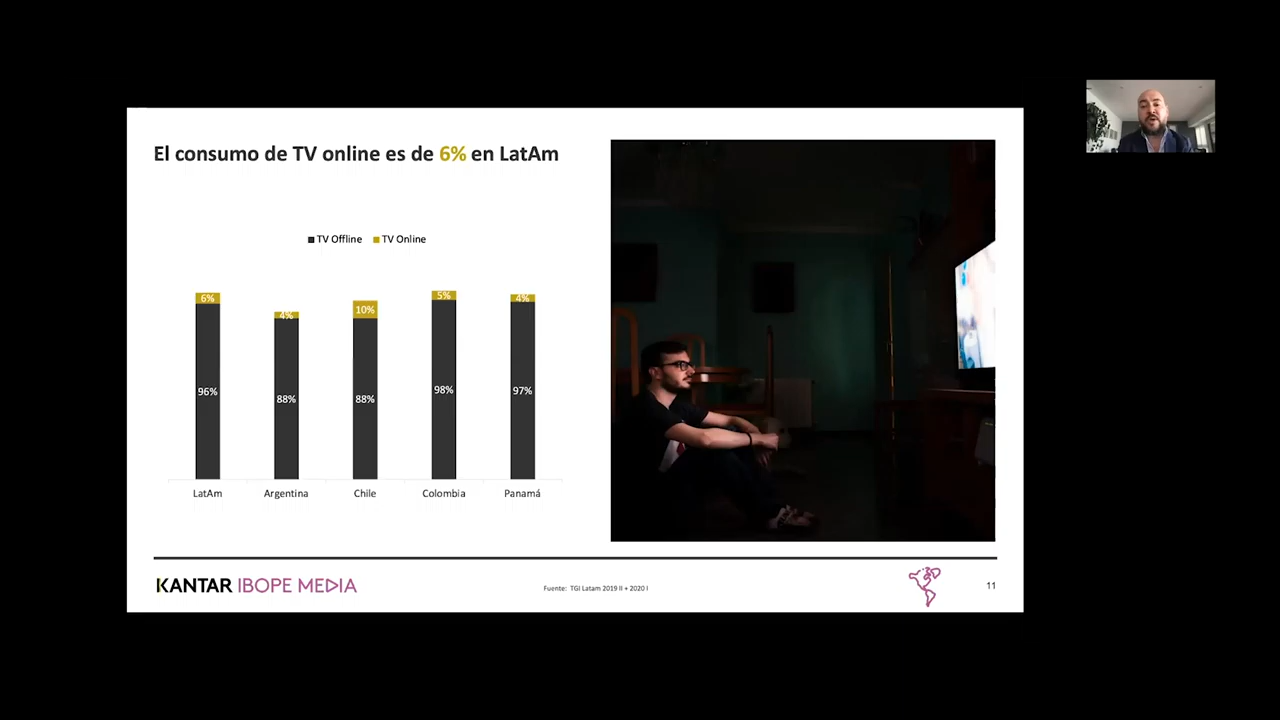 El consumo de TV online es de 6% en LatAm
TV Offline TV Online
6% 4% 10% 5% 4%
96% 88% 88% 98% 97%
LatAm Argentina Chile Colombia Panamá
KANTAR IBOPE MEDIA
Fuente: TGI Latam 2019 II + 2020 I
11